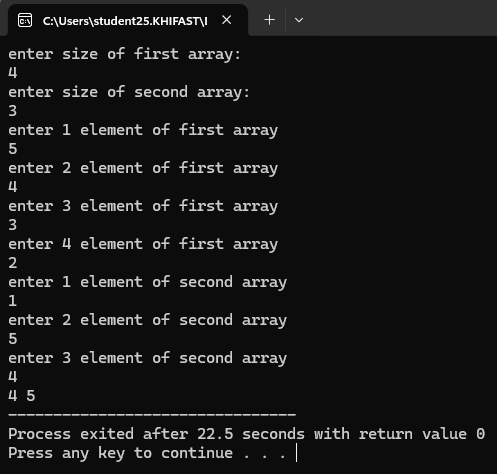 C:\Users\student25.KHIFAST\I
enter size of first array:
4
enter size of second array:
3
enter 1 element of first array
5
enter 2 element of first array
4
enter 3 element of first array
3
enter 4 element of first array
2
enter 1 element of second array
1
enter 2 element of second array
5
enter 3 element of second array
4
4 5
--------------------------------
Process exited after 22.5 seconds with return value 0
Press any key to continue . . .